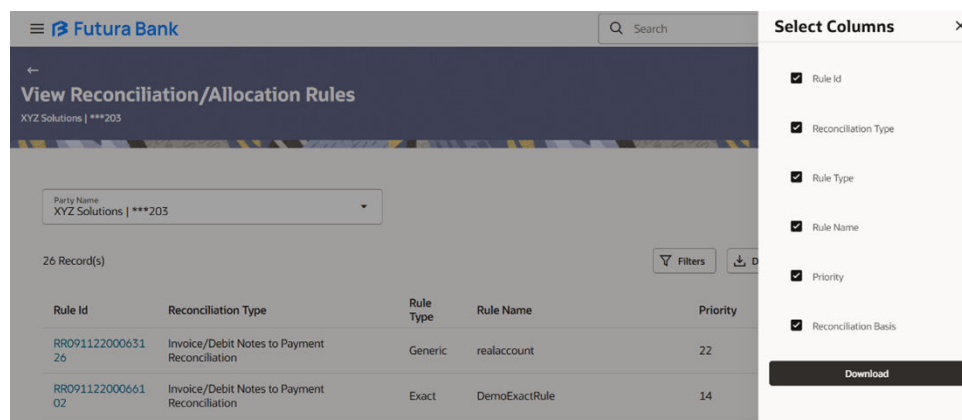 Futura Bank
Search
View Reconciliation/Allocation Rules
XYZ Solutions | ***203
Party Name
XYZ Solutions | ***203
26 Record(s)
Filters
D
Rule Id Reconciliation Type Rule Type Rule Name Priority
RR091122000631
26
Invoice/Debit Notes to Payment
Reconciliation
Generic realaccount 22
RR091122000661
02
Invoice/Debit Notes to Payment
Reconciliation
Exact DemoExactRule 14
Select Columns
Rule Id
Reconciliation Type
Rule Type
Rule Name
Priority
Reconciliation Basis
Download